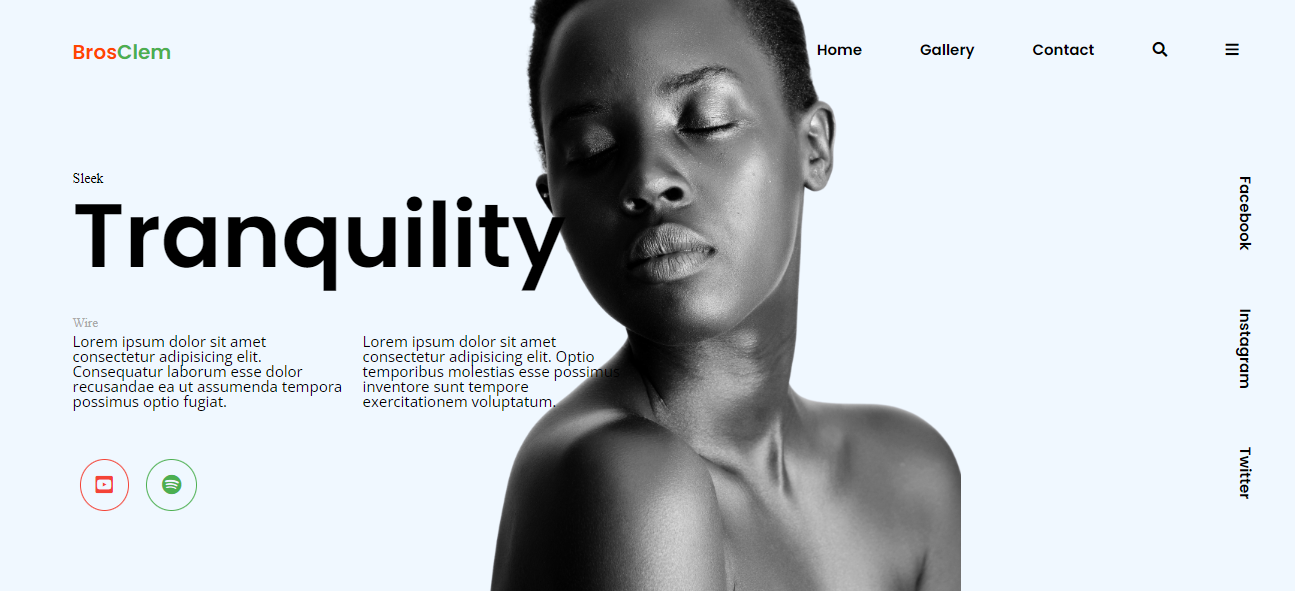 BrosClem
Home Gallery Contact
Sleek
Tranquility
Wire
Lorem ipsum dolor sit amet
consectetur adipisicing elit.
Consequatur laborum esse dolor
recusandae ea ut assumenda tempora
possimus optio fugiat.
Lorem ipsum dolor sit amet
consectetur adipisicing elit. Optio
temporibus molestias esse possimus
inventore sunt tempore
exercitationem voluptatum.
Facebook
Instagram
Twitter